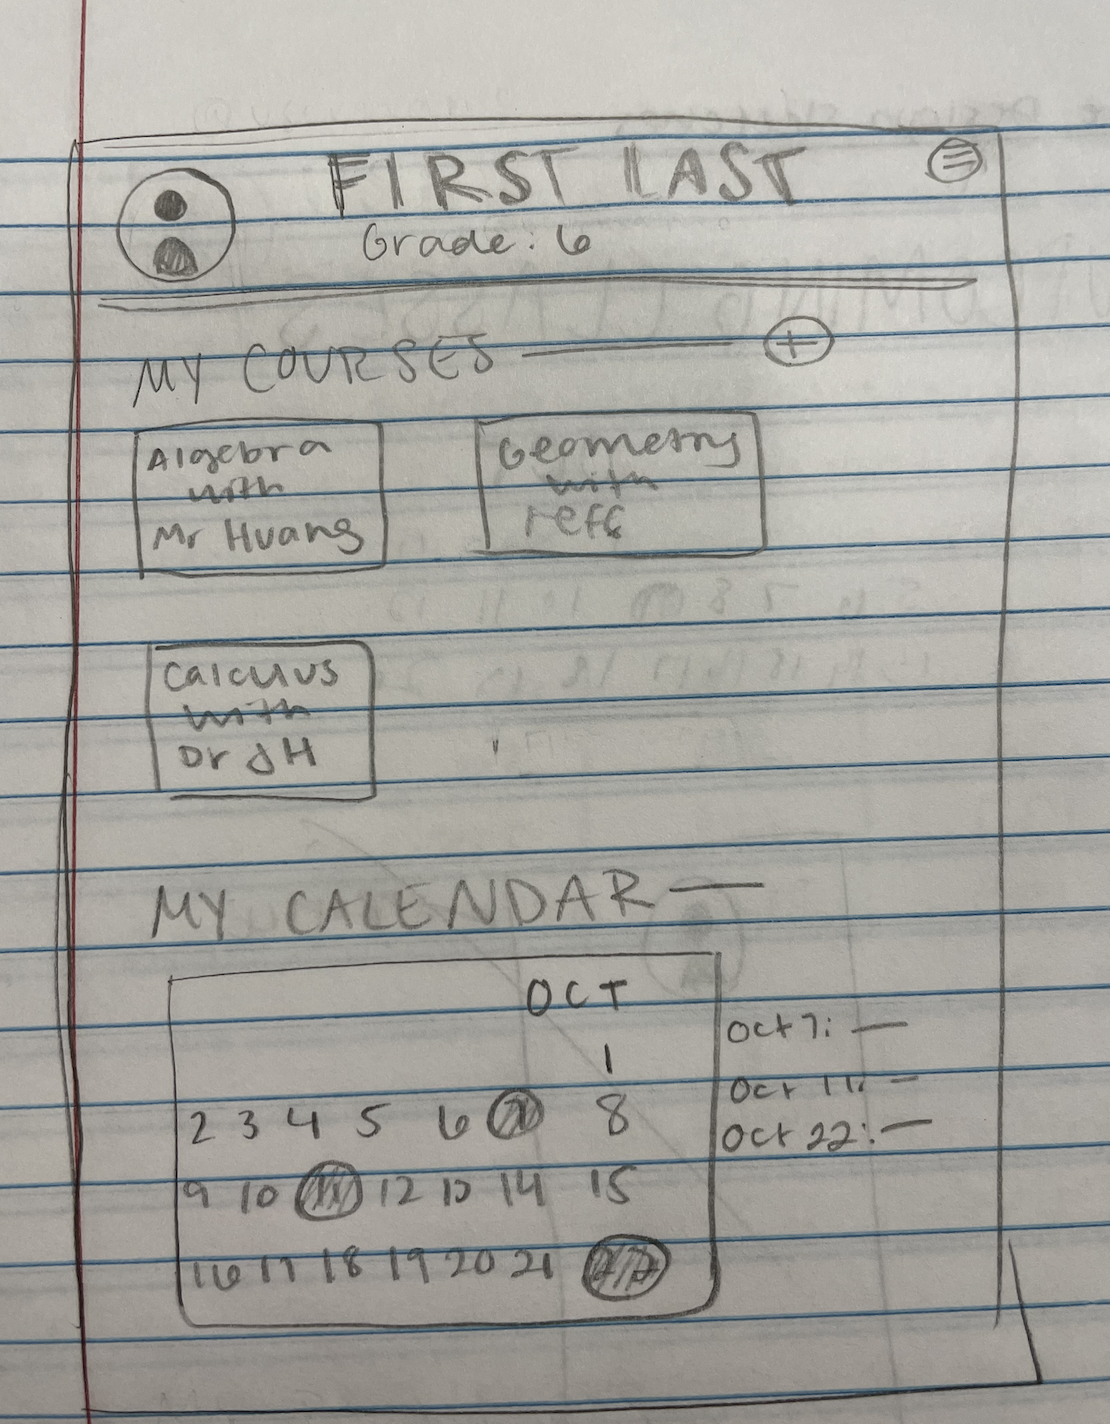 FIRST LAST
Grade: 6
MY COURSES
Algebra
with
Mr Huang
Geometry
with
Calculus
with
Dr JH
MY CALENDAR
OCT
1
2 3 4 5 6 7 8
9 10 11 12 13 14 15
16 17 18 19 20 21 22
Oct 7:
Oct 11:
Oct 22: